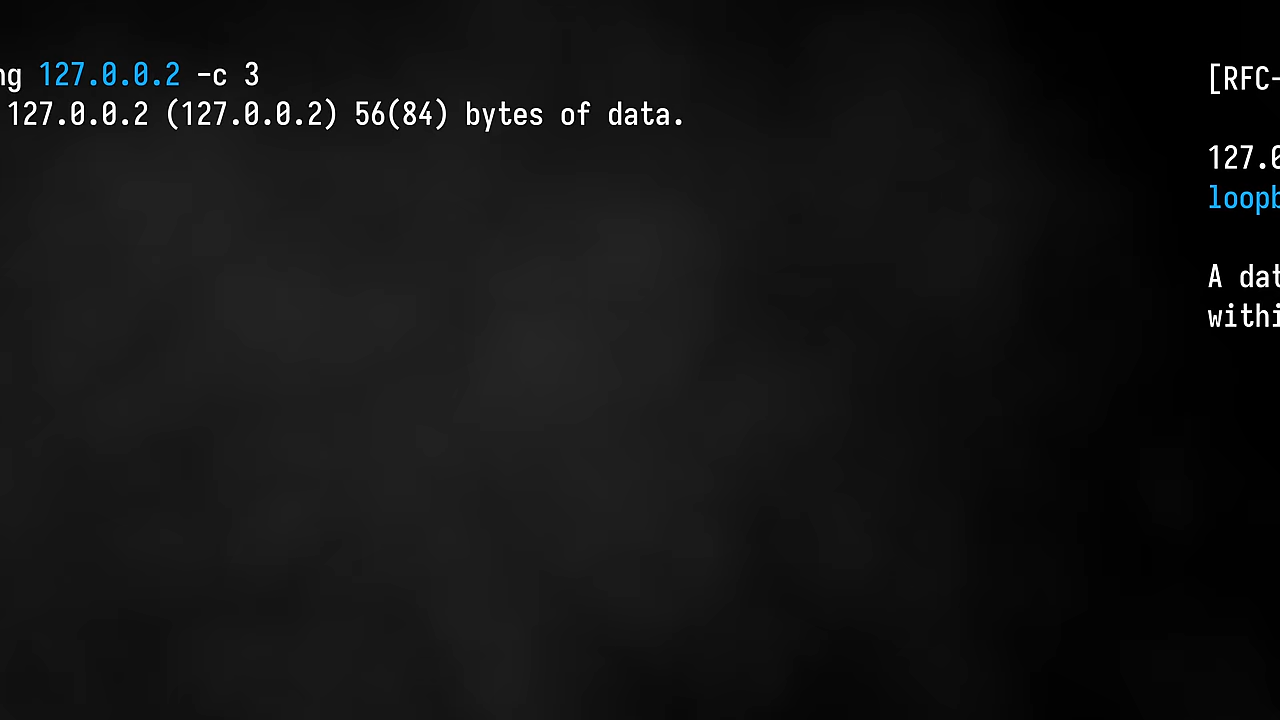 ng 127.0.0.2 -c 3
127.0.0.2 (127.0.0.2) 56(84) bytes of data.
[RFC-
127.0
loopb
A dat
withi